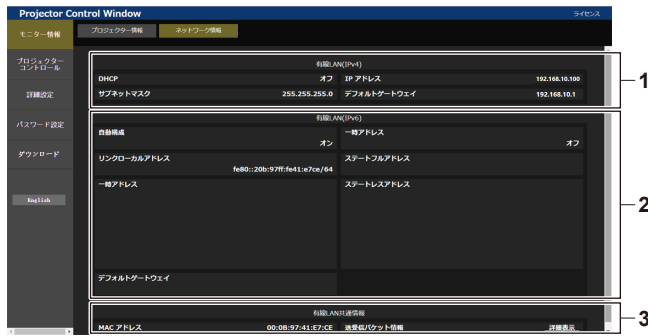 Projector Control Window ライセンス
モニター情報 プロジェクター情報 ネットワーク情報
プロジェクター
コントロール
詳細設定
パスワード設定
ダウンロード
English
有線LAN(IPv4)
DHCP オフ IP アドレス 192.168.10.100
サブネットマスク 255.255.255.0 デフォルトゲートウェイ 192.168.10.1
1
有線LAN(IPv6)
自動構成 一時アドレス
オン オフ
リンクローカルアドレス ステートフルアドレス
fe80::20b:97ff:fe41:e7ce/64
一時アドレス ステートレスアドレス
2
デフォルトゲートウェイ
有線LAN共通情報
3
MAC アドレス 00:0B:97:41:E7:CE 送受信パケット情報 詳細表示